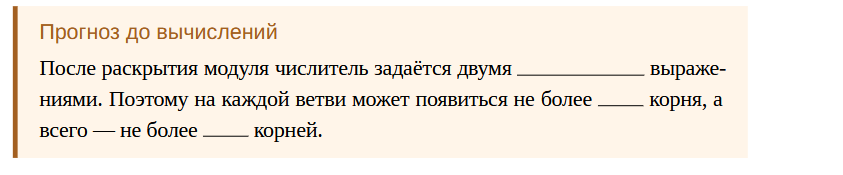 Прогноз до вычислений
После раскрытия модуля числитель задаётся двумя ____________ выраже-
ниями. Поэтому на каждой ветви может появиться не более ____ корня, а
всего — не более ____ корней.